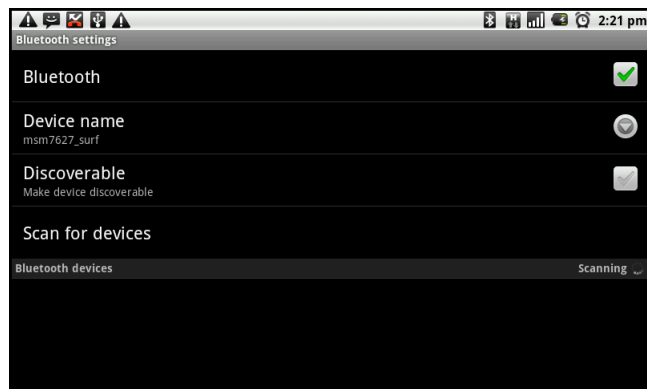 2:21 pm
Bluetooth settings
Bluetooth
Device name
msm7627_surf
Discoverable
Make device discoverable
Scan for devices
Bluetooth devices
Scanning